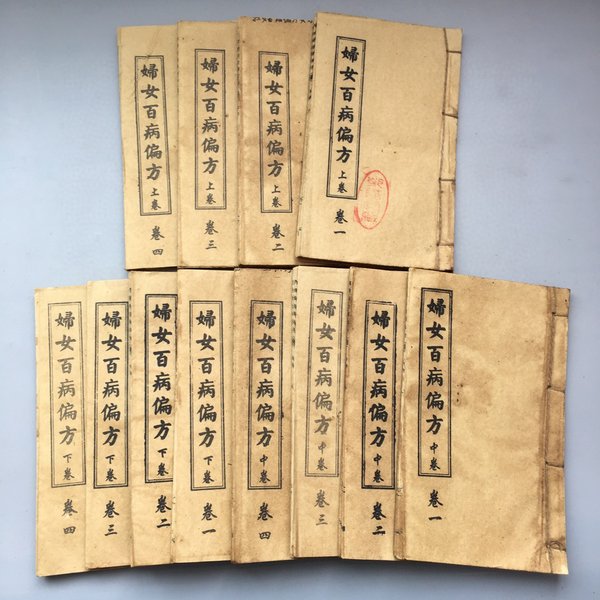 婦女百病偏方 上卷 卷一
婦女百病偏方 上卷 卷二
婦女百病偏方 上卷 卷三
婦女百病偏方 上卷 卷四
婦女百病偏方 中卷 卷一
婦女百病偏方 中卷 卷二
婦女百病偏方 中卷 卷三
婦女百病偏方 中卷 卷四
婦女百病偏方 下卷 卷一
婦女百病偏方 下卷 卷二
婦女百病偏方 下卷 卷三
婦女百病偏方 下卷 卷四